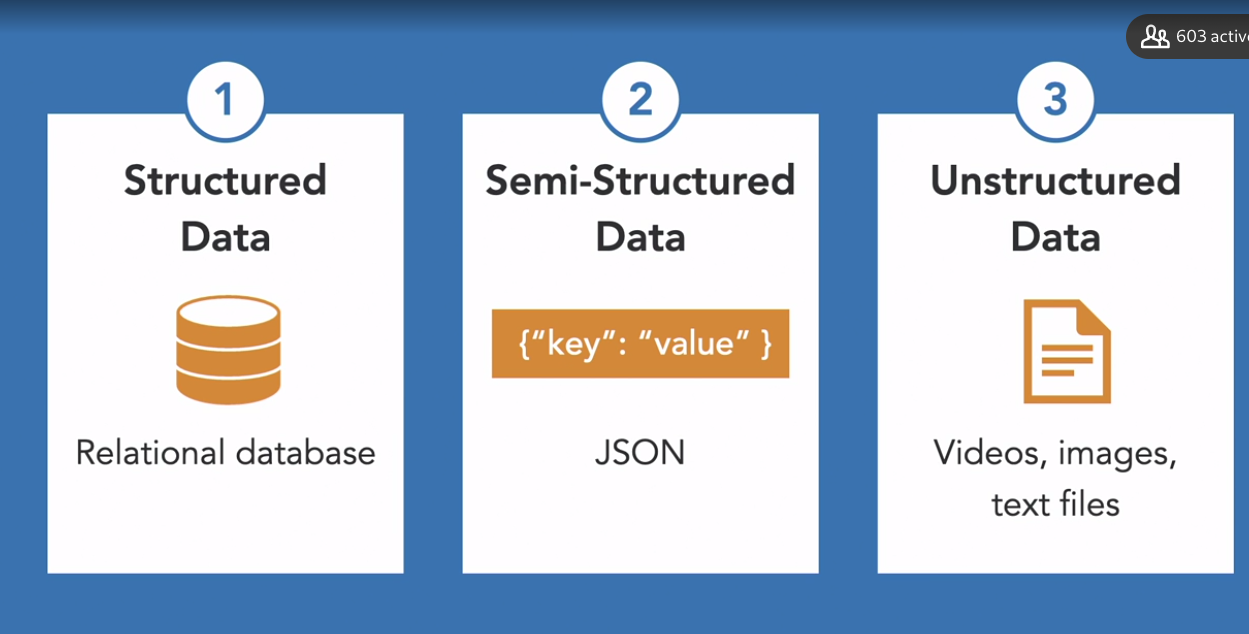 603 active
1
Structured
Data
Relational database
2
Semi-Structured
Data
{“key”: “value” }
JSON
3
Unstructured
Data
Videos, images,
text files